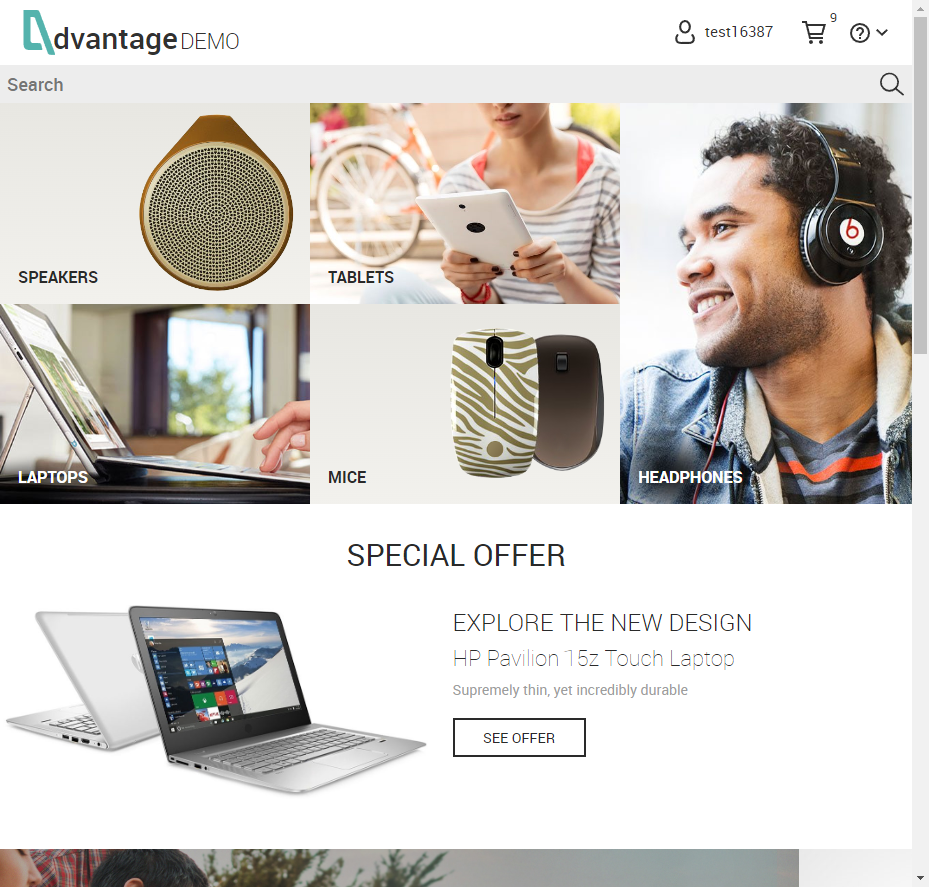 dvantage DEMO
test16387
9
Search
SPEAKERS
TABLETS
LAPTOPS
MICE
HEADPHONES
SPECIAL OFFER
EXPLORE THE NEW DESIGN
HP Pavilion 15z Touch Laptop
Supremely thin, yet incredibly durable
SEE OFFER